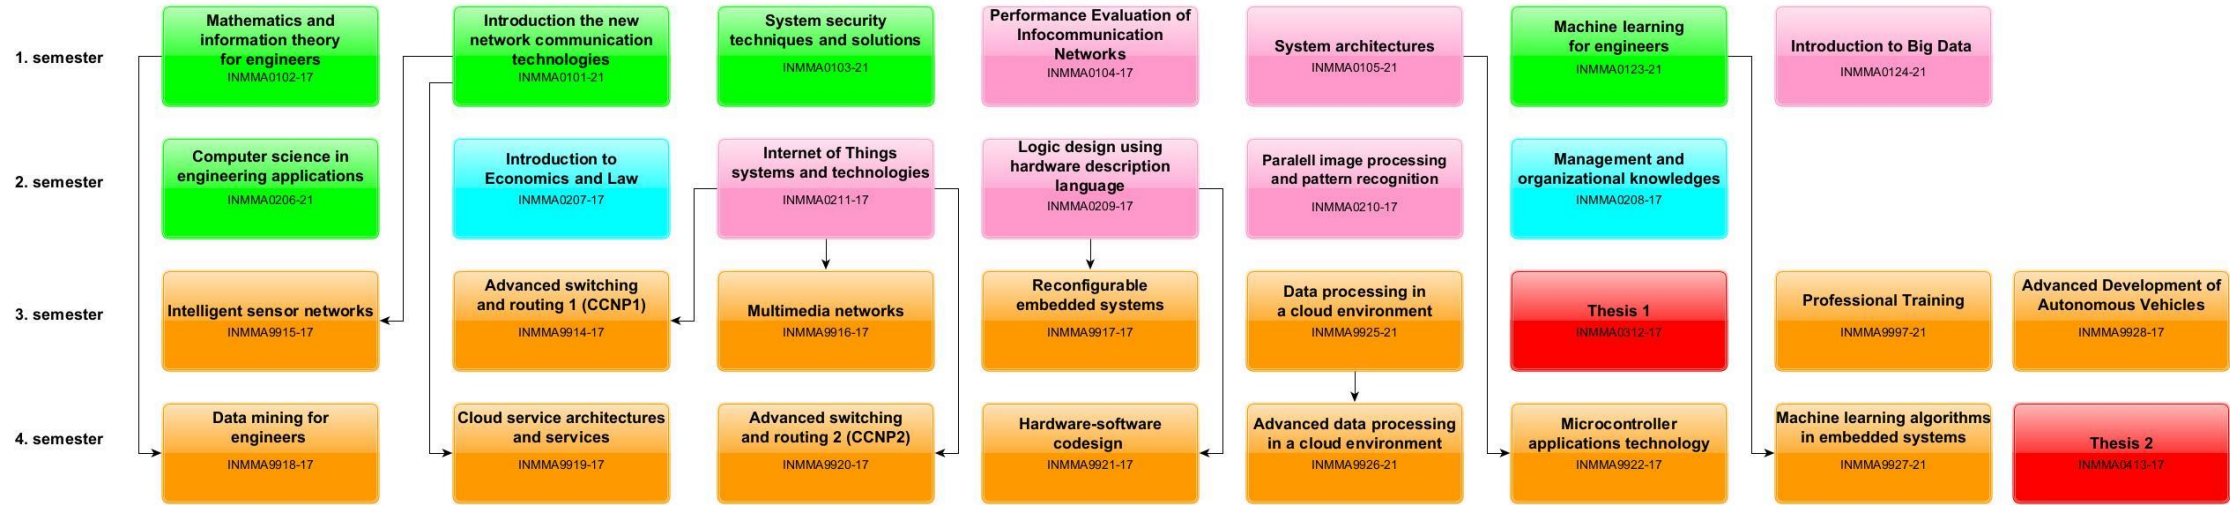 1. semester
Mathematics and
information theory
for engineers
INMMA0102-17
Introduction the new
network communication
technologies
INMMA0101-21
System security
techniques and solutions
INMMA0103-21
Performance Evaluation of
Infocommunication
Networks
INMMA0104-17
System architectures
INMMA0105-21
Machine learning
for engineers
INMMA0123-21
Introduction to Big Data
INMMA0124-21
2. semester
Computer science in
engineering applications
INMMA0206-21
Introduction to
Economics and Law
INMMA0207-17
Internet of Things
systems and technologies
INMMA0211-17
Logic design using
hardware description
language
INMMA0209-17
Paralell image processing
and pattern recognition
INMMA0210-17
Management and
organizational knowledges
INMMA0208-17
3. semester
Intelligent sensor networks
INMMA9915-17
Advanced switching
and routing 1 (CCNP1)
INMMA9914-17
Multimedia networks
INMMA9916-17
Reconfigurable
embedded systems
INMMA9917-17
Data processing in
a cloud environment
INMMA9925-21
Thesis 1
INMMA0312-17
Professional Training
INMMA9997-21
Advanced Development of
Autonomous Vehicles
INMMA9928-17
4. semester
Data mining for
engineers
INMMA9918-17
Cloud service architectures
and services
INMMA9919-17
Advanced switching
and routing 2 (CCNP2)
INMMA9920-17
Hardware-software
codesign
INMMA9921-17
Advanced data processing
in a cloud environment
INMMA9926-21
Microcontroller
applications technology
INMMA9922-17
Machine learning algorithms
in embedded systems
INMMA9927-21
Thesis 2
INMMA0413-17